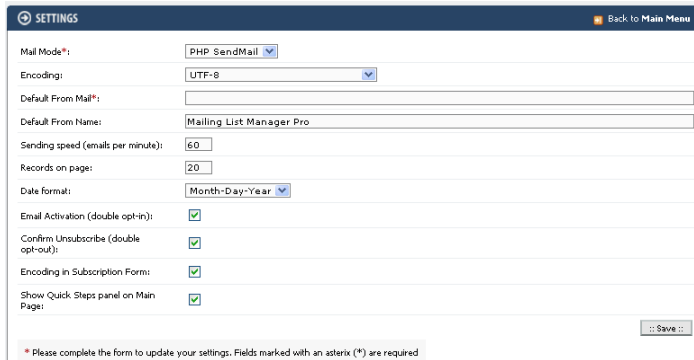 SETTINGS
Back to Main Menu
Mail Mode*: PHP SendMail
Encoding: UTF-8
Default From Mail*:
Default From Name: Mailing List Manager Pro
Sending speed (emails per minute): 60
Records on page: 20
Date format: Month-Day-Year
Email Activation (double opt-in):
Confirm Unsubscribe (double
opt-out):
Encoding in Subscription Form:
Show Quick Steps panel on Main
Page:
:: Save ::
* Please complete the form to update your settings. Fields marked with an asterix (*) are required